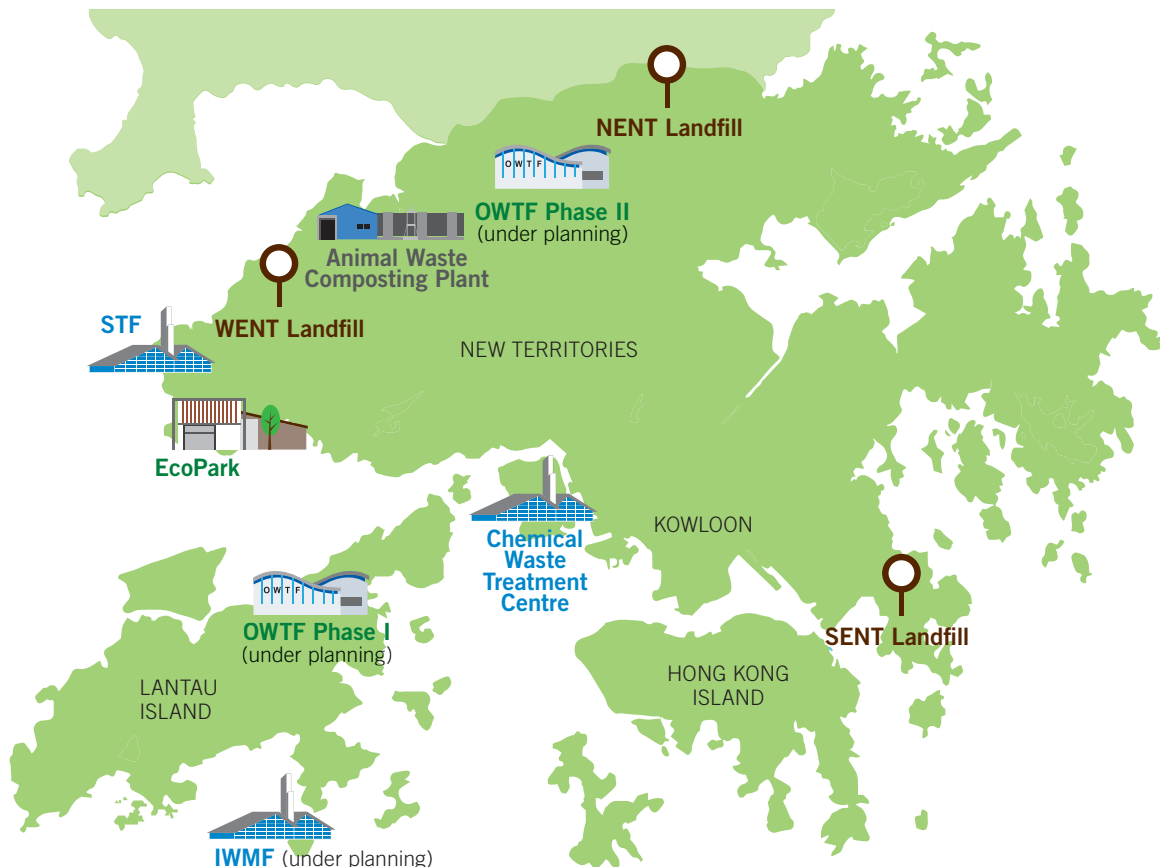 NENT Landfill
OWTF
OWTF Phase II
(under planning)
Animal Waste
Composting Plant
STF
WENT Landfill
NEW TERRITORIES
EcoPark
KOWLOON
Chemical
Waste
Treatment
Centre
OWTF
OWTF Phase I
(under planning)
SENT Landfill
HONG KONG
ISLAND
LANTAU
ISLAND
IWMF (under planning)